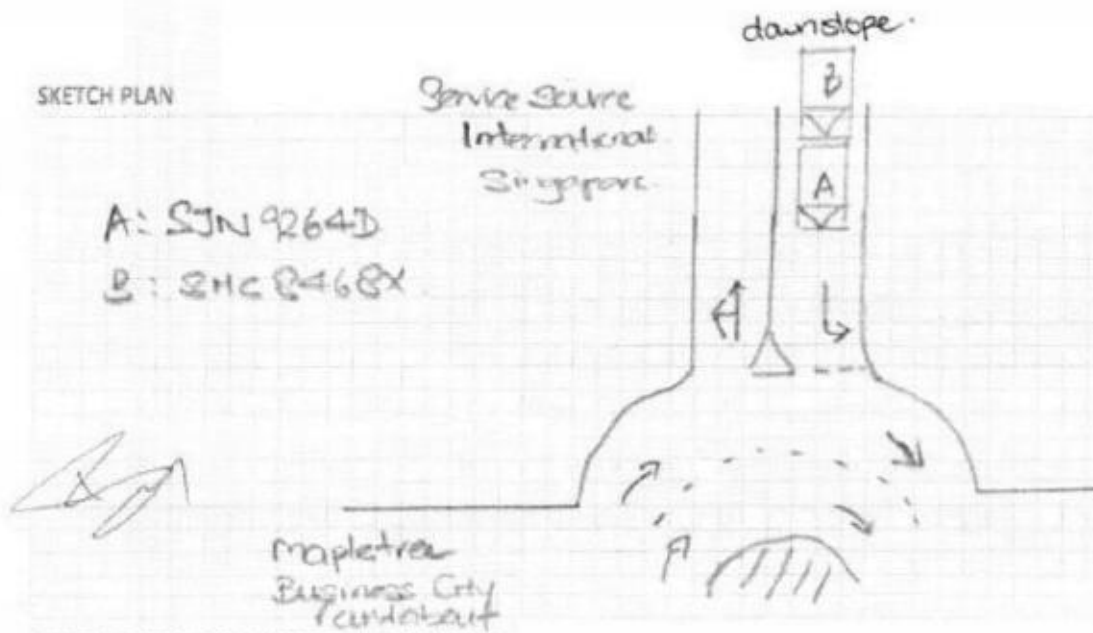 downslope.
SKETCH PLAN
Service Source
International
Singapore.
B
A
A: SJN 9264D
B: SHC 8468X
Mapletree
Business City
roundabout